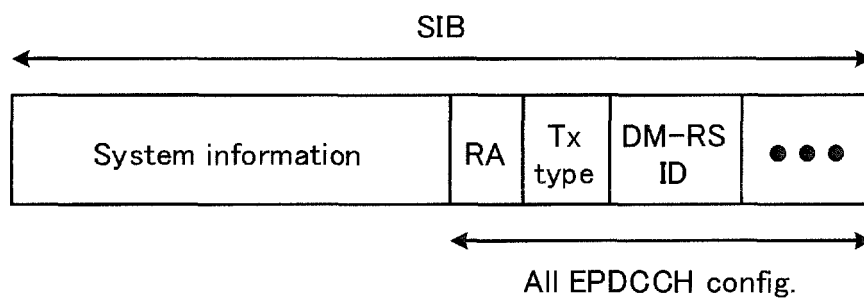 SIB
System information
RA
Tx
type
DM-RS
ID
All EPDCCH config.